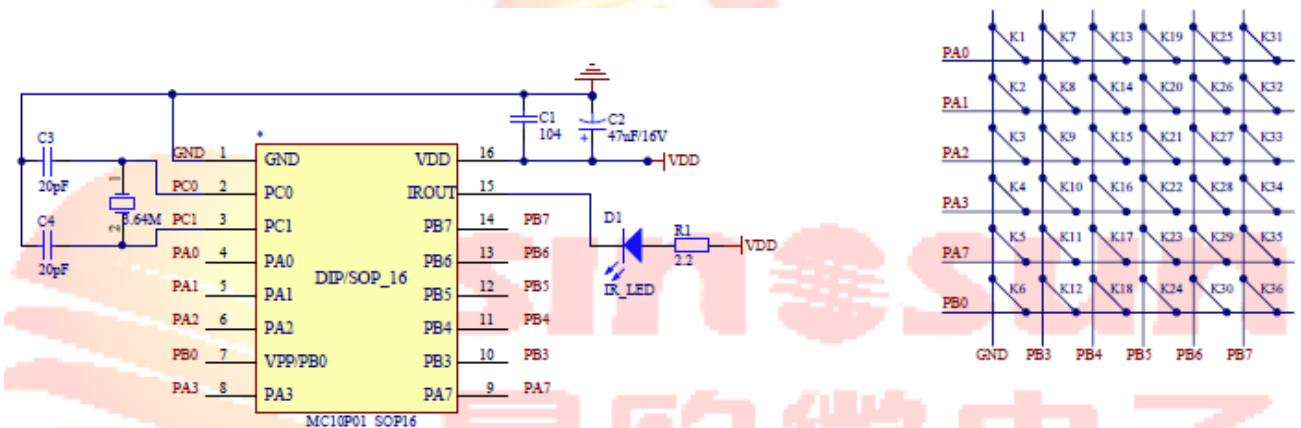 C3
20pF
C4
20pF
1
2
3.64M
GND 1
PC0 2
PC1 3
PA0 4
PA1 5
PA2 6
PB0 7
PA3 8
*
GND
PC0
PC1
PA0
PA1
PA2
VPP/PB0
PA3
DIP/SOP_16
VDD
IROUT
PB7
PB6
PB5
PB4
PB3
PA7
MC10P01_SOP16
16
15
14 PB7
13 PB6
12 PB5
11 PB4
10 PB3
9 PA7
C1
104
C2
+
47uF/16V
VDD
D1
IR_LED
R1
2.2
VDD
PA0 K1 K7 K13 K19 K25 K31
PA1 K2 K8 K14 K20 K26 K32
PA2 K3 K9 K15 K21 K27 K33
PA3 K4 K10 K16 K22 K28 K34
PA7 K5 K11 K17 K23 K29 K35
PB0 K6 K12 K18 K24 K30 K36
GND PB3 PB4 PB5 PB6 PB7
sinosun